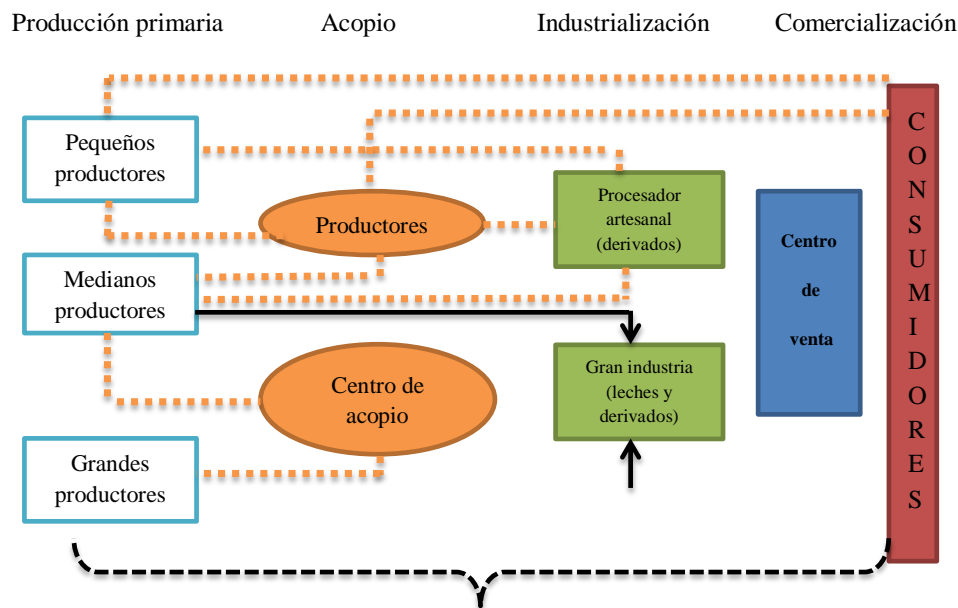 Producción primaria
Acopio
Industrialización
Comercialización
Pequeños
productores
Productores
Procesador
artesanal
(derivados)
Medianos
productores
Centro de
acopio
Gran industria
(leches y
derivados)
Grandes
productores
Centro
de
venta
CONSUMIDORES